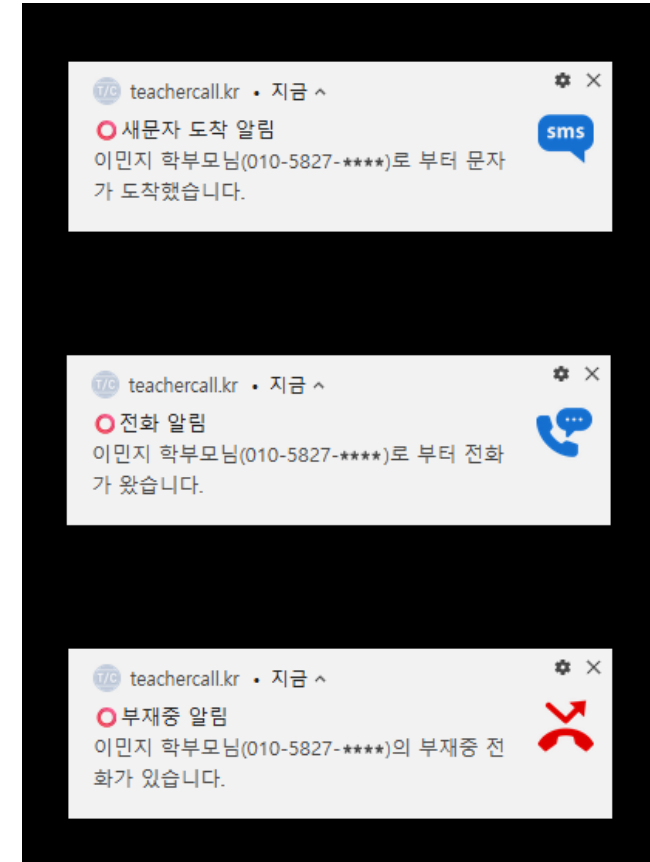 T/C teachercall.kr • 지금
⭕새문자 도착 알림
이민지 학부모님(010-5827-****)로 부터 문자
가 도착했습니다.
sms
T/C teachercall.kr • 지금
⭕전화 알림
이민지 학부모님(010-5827-****)로 부터 전화
가 왔습니다.
T/C teachercall.kr • 지금
⭕부재중 알림
이민지 학부모님(010-5827-****)의 부재중 전
화가 있습니다.